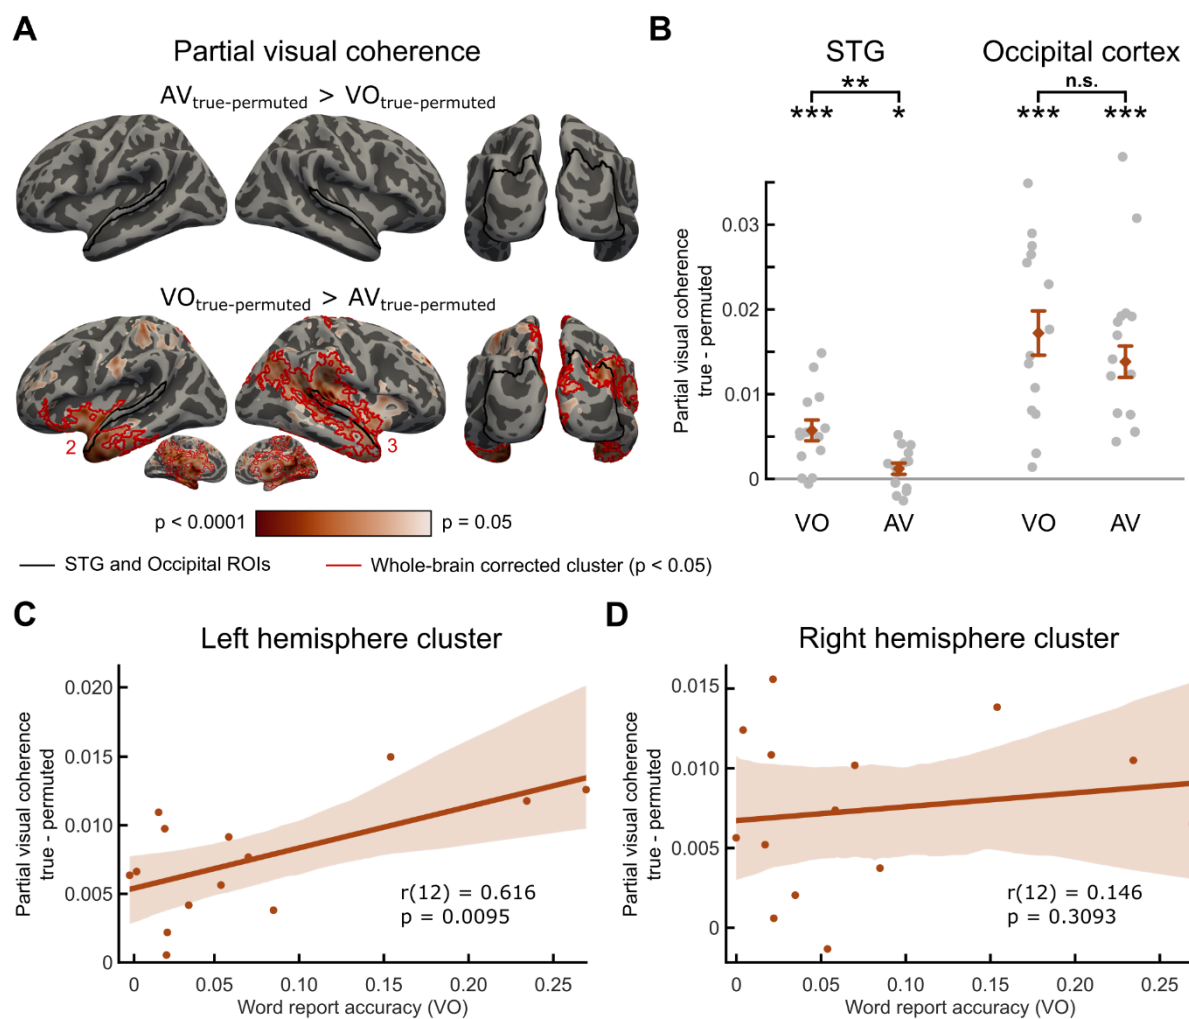 A
Partial visual coherence
AVtrue-permuted > VOtrue-permuted
VOtrue-permuted > AVtrue-permuted
2
3
p < 0.0001
p = 0.05
STG and Occipital ROIs
Whole-brain corrected cluster (p < 0.05)
B
STG
Occipital cortex
**
n.s.
***
*
***
***
Partial visual coherence
true - permuted
0.03
0.02
0.01
0
VO
AV
VO
AV
C
Left hemisphere cluster
Partial visual coherence
true - permuted
0.020
0.015
0.010
0.005
0
r(12) = 0.616
p = 0.0095
0
0.05
0.10
0.15
0.20
0.25
Word report accuracy (VO)
D
Right hemisphere cluster
Partial visual coherence
true - permuted
0.015
0.010
0.005
0
r(12) = 0.146
p = 0.3093
0
0.05
0.10
0.15
0.20
0.25
Word report accuracy (VO)